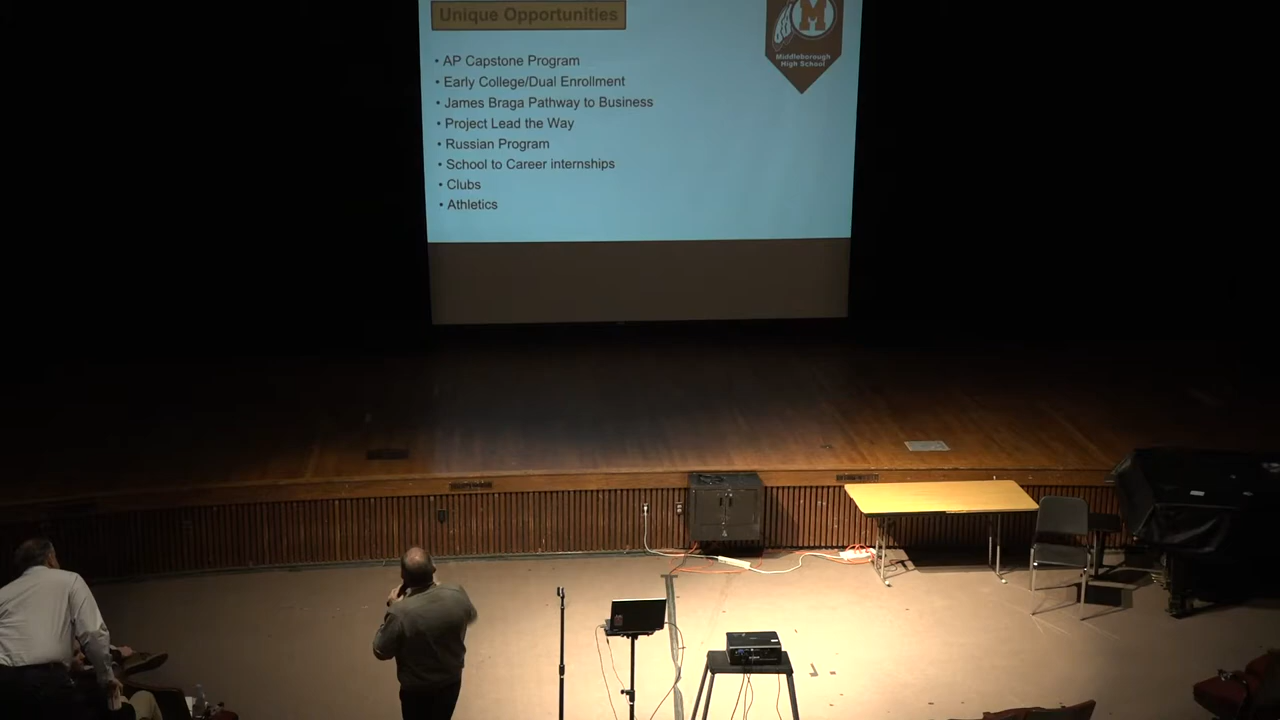 Unique Opportunities
• AP Capstone Program
• Early College/Dual Enrollment
• James Braga Pathway to Business
• Project Lead the Way
• Russian Program
• School to Career internships
• Clubs
• Athletics
M
Middleborough
High School